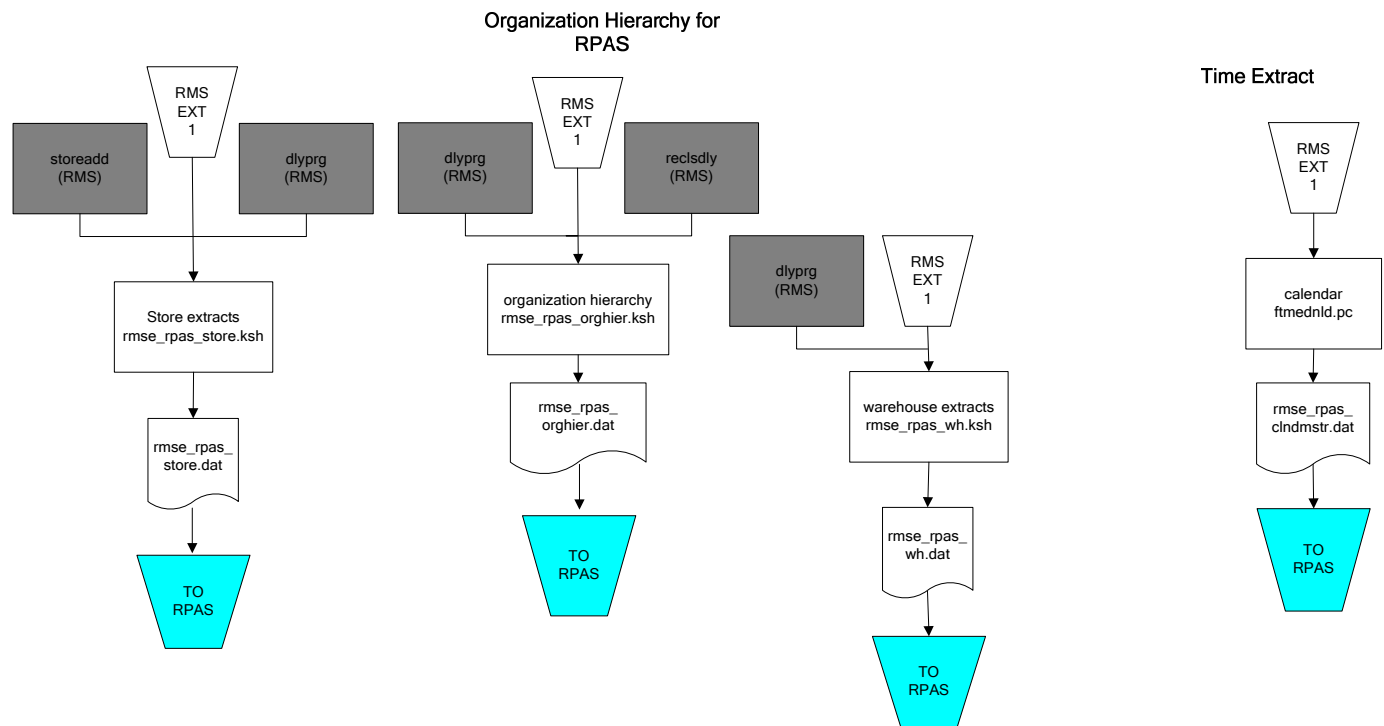 Organization Hierarchy for
RPAS
Time Extract
RMS
EXT
1
storeadd
(RMS)
dlyprg
(RMS)
Store extracts
rmse_rpas_store.ksh
rmse_rpas_
store.dat
TO
RPAS
RMS
EXT
1
dlyprg
(RMS)
reclsdly
(RMS)
organization hierarchy
rmse_rpas_orghier.ksh
rmse_rpas_
orghier.dat
TO
RPAS
dlyprg
(RMS)
RMS
EXT
1
warehouse extracts
rmse_rpas_wh.ksh
rmse_rpas_
wh.dat
TO
RPAS
RMS
EXT
1
calendar
ftmednld.pc
rmse_rpas_
clndmstr.dat
TO
RPAS